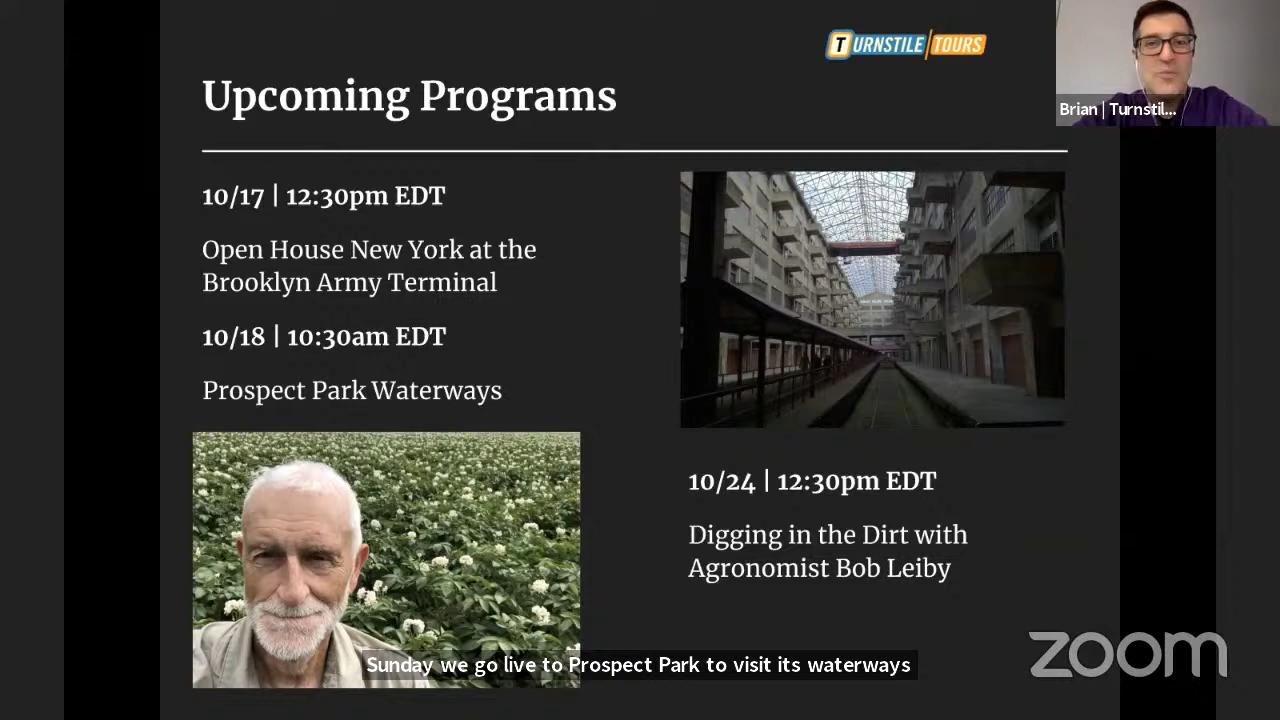 TURNSTILE TOURS
Upcoming Programs
Brian | Turnstil...
10/17 | 12:30pm EDT
Open House New York at the
Brooklyn Army Terminal
10/18 | 10:30am EDT
Prospect Park Waterways
10/24 | 12:30pm EDT
Digging in the Dirt with
Agronomist Bob Leiby
Sunday we go live to Prospect Park to visit its waterways
zoom